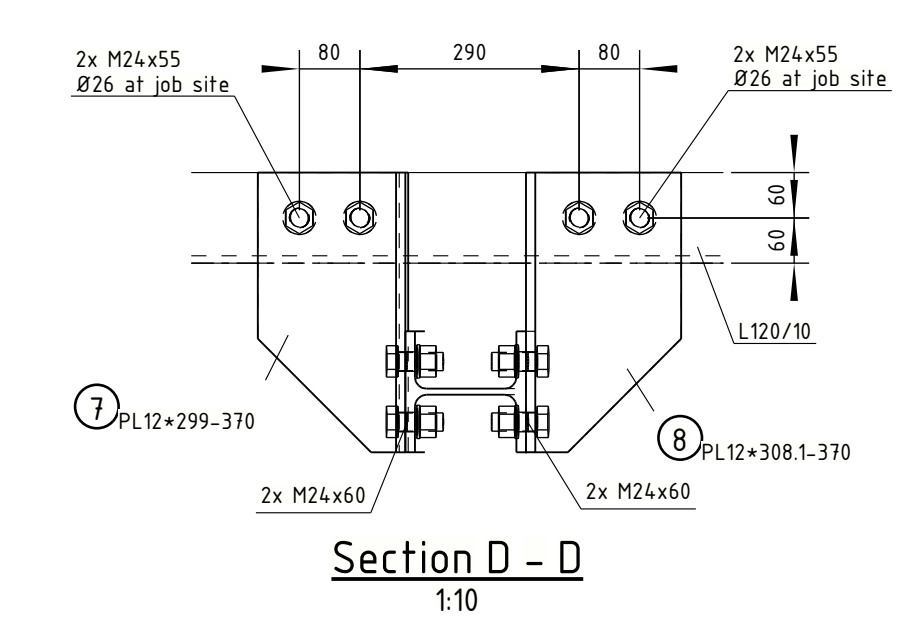 2x M24x55
Ø26 at job site
80
290
80
2x M24x55
Ø26 at job site
60
60
L120/10
7
PL12*299-370
8
PL12*308.1-370
2x M24x60
2x M24x60
Section D - D
1:10